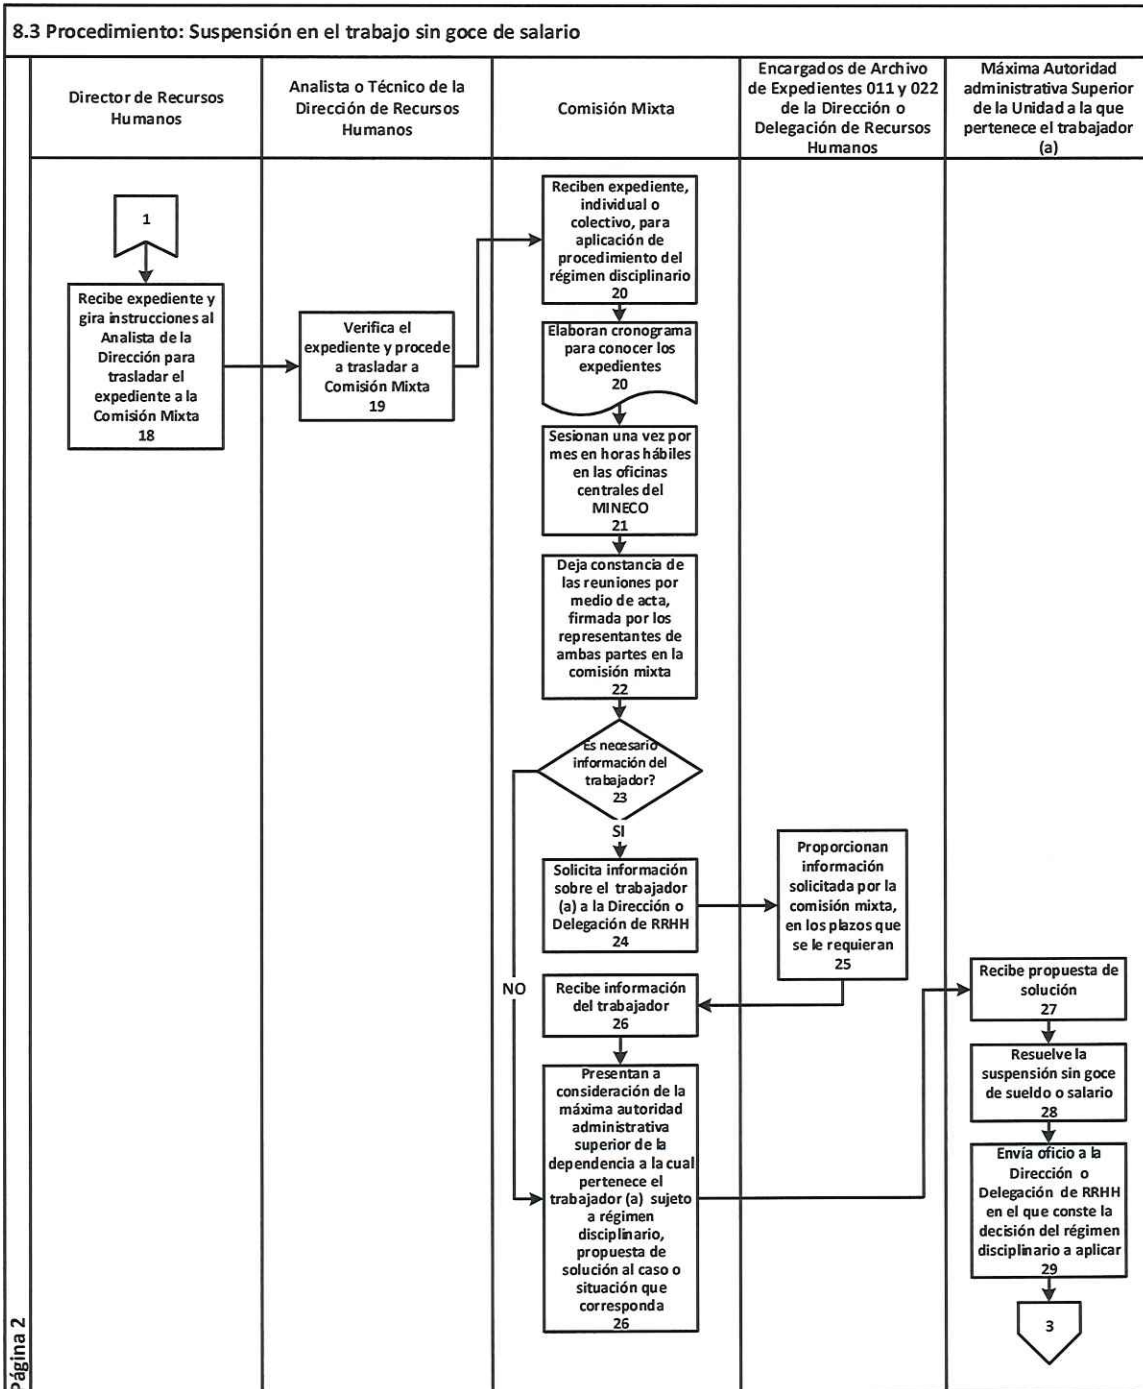 8.3 Procedimiento: Suspensión en el trabajo sin goce de salario
Director de Recursos
Humanos
Analista o Técnico de la
Dirección de Recursos
Humanos
Comisión Mixta
Encargados de Archivo
de Expedientes 011 y 022
de la Dirección o
Delegación de Recursos
Humanos
Máxima Autoridad
administrativa Superior
de la Unidad a la que
pertenece el trabajador
(a)
1
Recibe expediente y
gira instrucciones al
Analista de la
Dirección para
trasladar el
expediente a la
Comisión Mixta
18
Verifica el
expediente y procede
a trasladar a
Comisión Mixta
19
Reciben expediente,
individual o
colectivo, para
aplicación de
procedimiento del
régimen disciplinario
20
Elaboran cronograma
para conocer los
expedientes
20
Sesionan una vez por
mes en horas hábiles
en las oficinas
centrales del
MINECO
21
Deja constancia de
las reuniones por
medio de acta,
firmada por los
representantes de
ambas partes en la
comisión mixta
22
Es necesario
información del
trabajador?
23
SI
NO
Solicita información
sobre el trabajador
(a) a la Dirección o
Delegación de RRHH
24
Proporcionan
información
solicitada por la
comisión mixta,
en los plazos que
se le requieran
25
Recibe información
del trabajador
26
Presentan a
consideración de la
máxima autoridad
administrativa
superior de la
dependencia a la cual
pertenece el
trabajador (a) sujeto
a régimen
disciplinario,
propuesta de
solución al caso o
situación que
corresponda
26
Recibe propuesta de
solución
27
Resuelve la
suspensión sin goce
de sueldo o salario
28
Envía oficio a la
Dirección o
Delegación de RRHH
en el que conste la
decisión del régimen
disciplinario a aplicar
29
3
Página 2